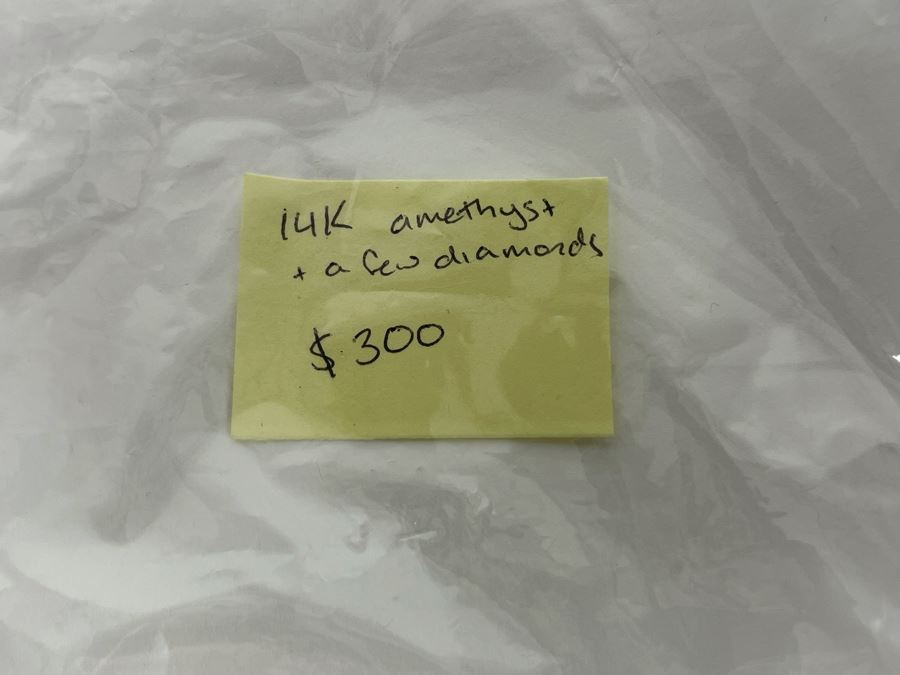 14K amethyst
+ a few diamonds
$300